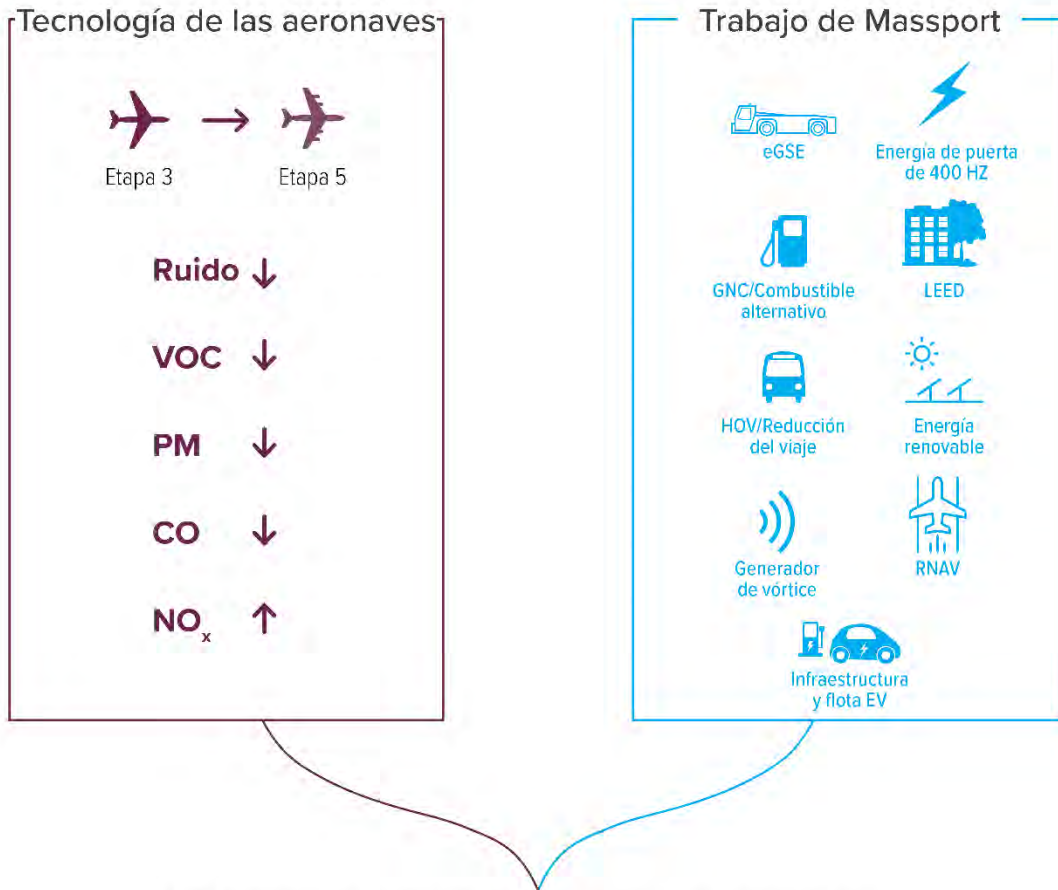 Tecnología de las aeronaves
Etapa 3
Etapa 5
Ruido ↓
VOC ↓
PM ↓
CO ↓
NOx ↑
Trabajo de Massport
eGSE
Energía de puerta
de 400 HZ
GNC/Combustible
alternativo
LEED
HOV/Reducción
del viaje
Energía
renovable
Generador
de vórtice
RNAV
Infraestructura
y flota EV